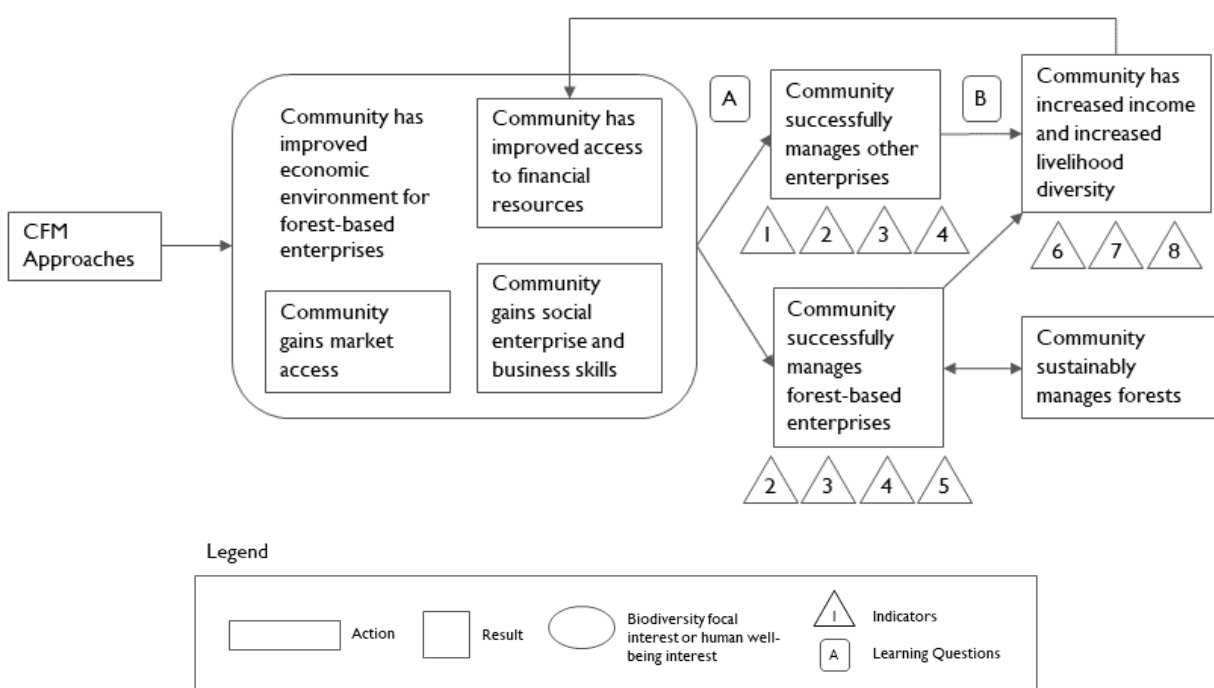 CFM
Approaches
Community has
improved
economic
environment for
forest-based
enterprises
Community has
improved access
to financial
resources
Community
gains market
access
Community
gains social
enterprise and
business skills
A
Community
successfully
manages other
enterprises
1
2
3
4
B
Community has
increased income
and increased
livelihood
diversity
6
7
8
Community
successfully
manages
forest-based
enterprises
2
3
4
5
Community
sustainably
manages forests
Legend
Action
Result
Biodiversity focal
interest or human well-
being interest
1
Indicators
A
Learning Questions